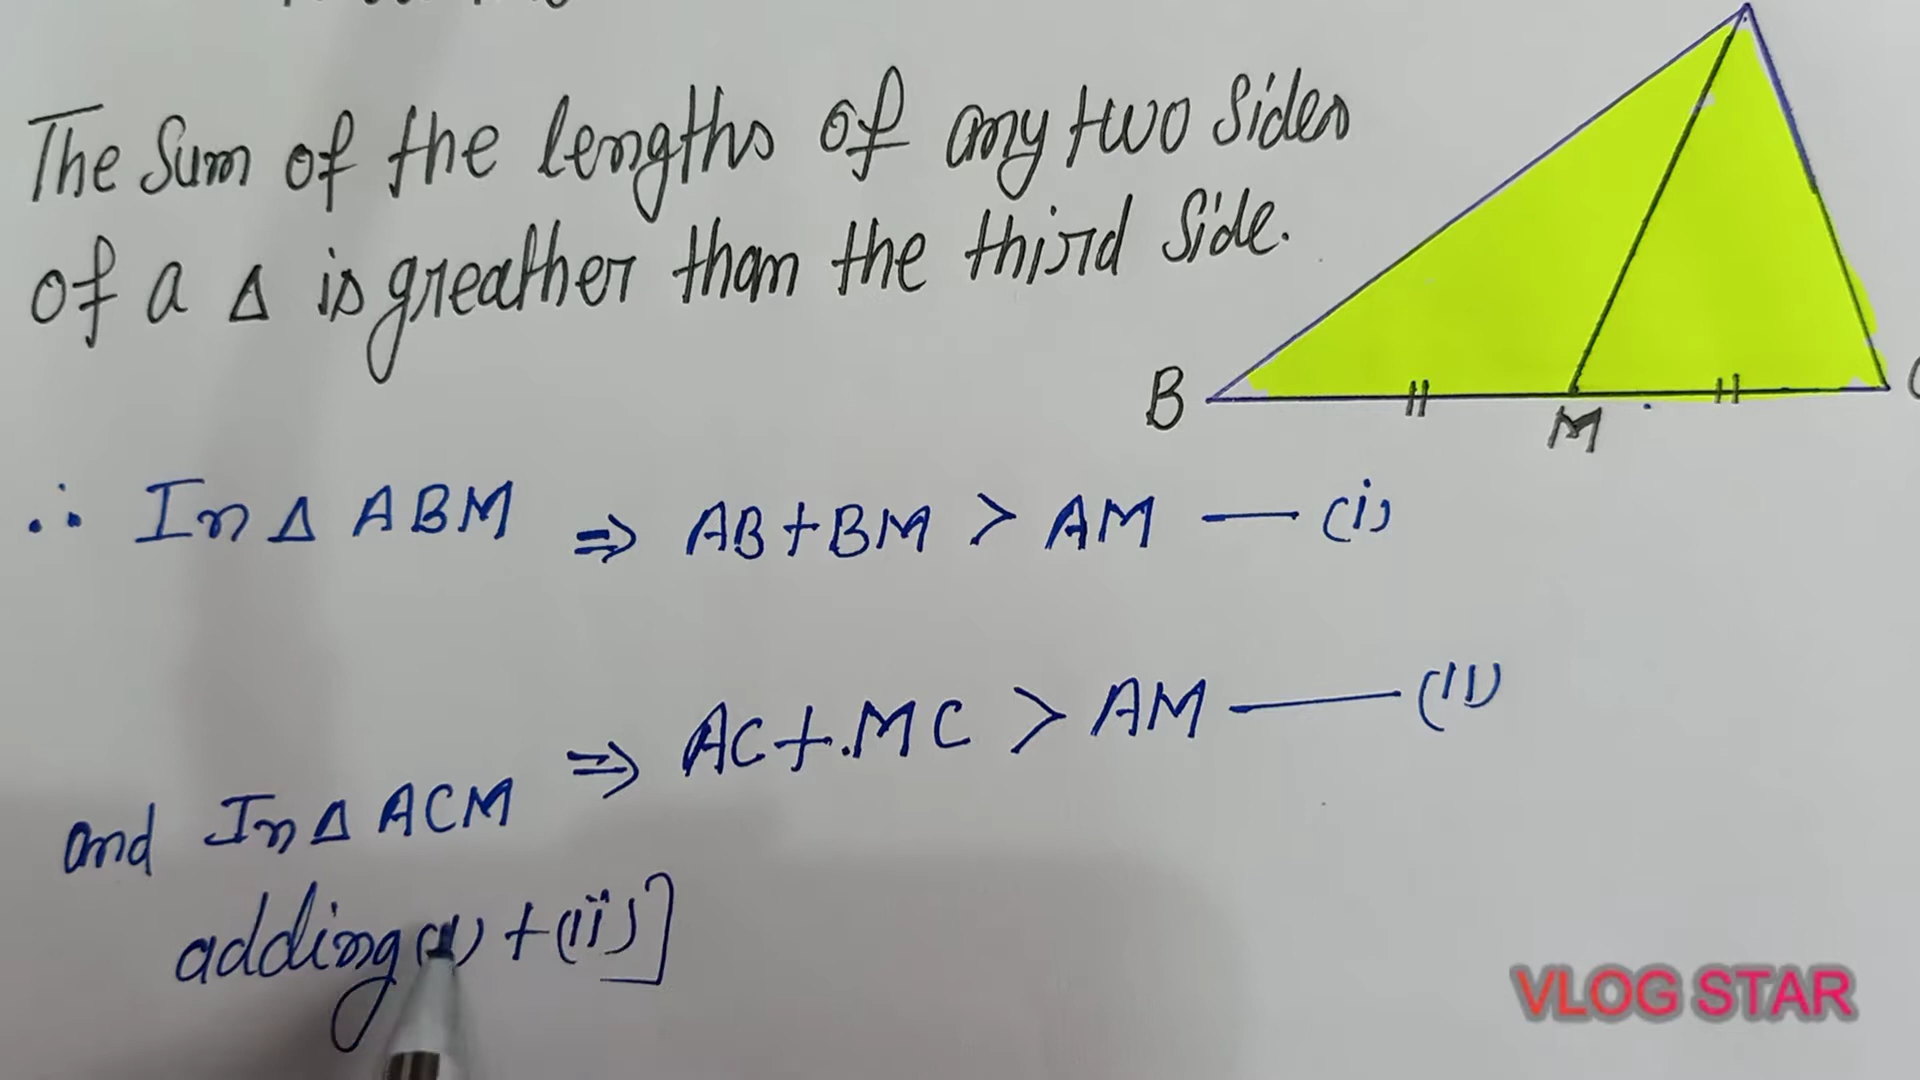 The Sum of the lengths of any two Sides
of a Δ is greather than the third Side.
B
M
∴ In Δ ABM ⇒ AB+BM > AM — (i)
⇒ AC+.MC > AM — (ii)
and In Δ ACM
adding (i) + (ii)]
VLOG STAR